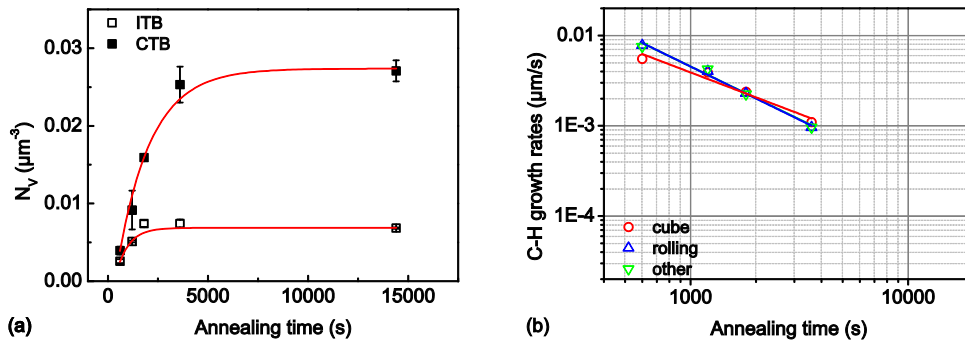 ITB
CTB
0.03
0.02
0.01
0.00
N_V (µm⁻³)
0
5000
10000
15000
Annealing time (s)
(a)
0.01
1E-3
1E-4
C-H growth rates (µm/s)
cube
rolling
other
1000
10000
Annealing time (s)
(b)